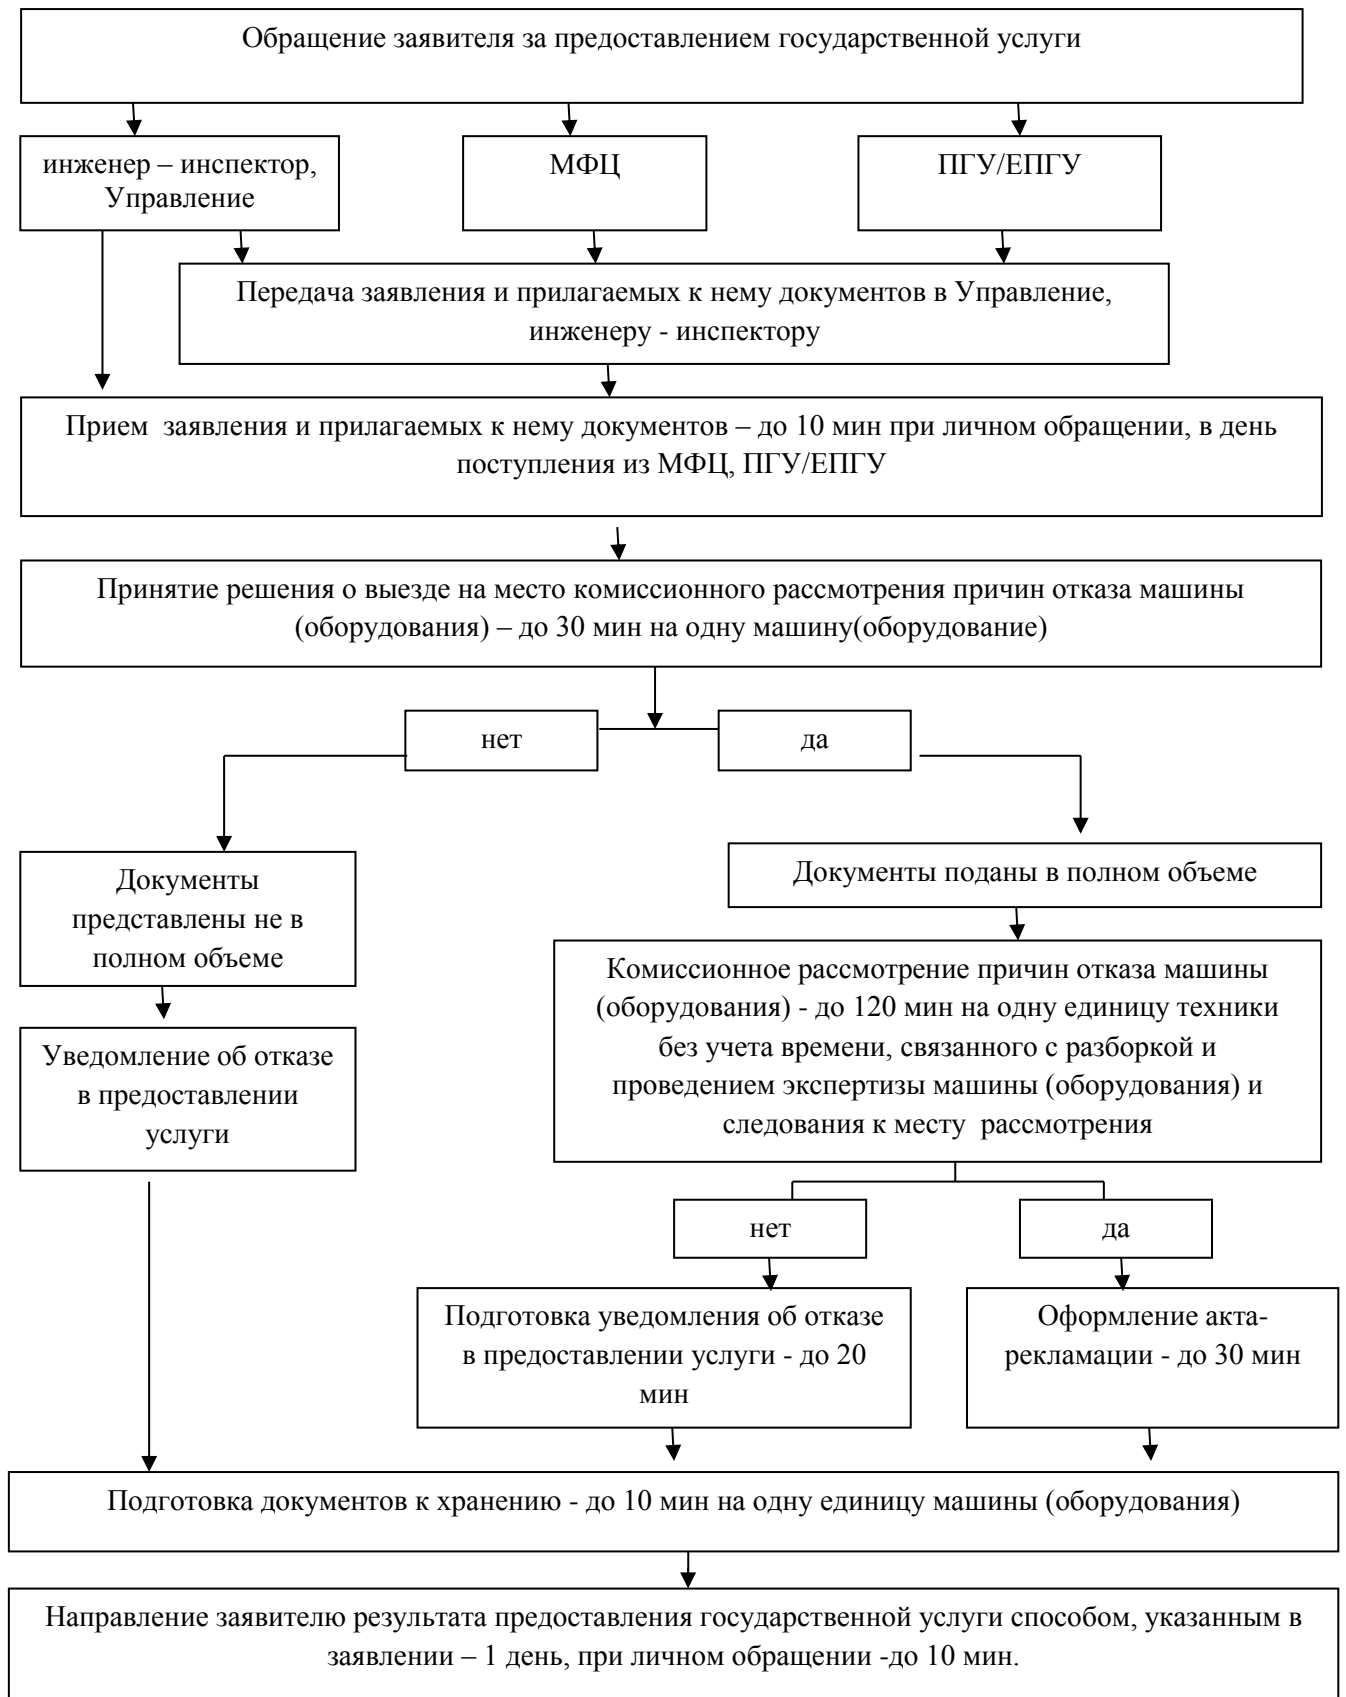 Обращение заявителя за предоставлением государственной услуги
инженер – инспектор,
Управление
МФЦ
ПГУ/ЕПГУ
Передача заявления и прилагаемых к нему документов в Управление,
инженеру - инспектору
Прием  заявления и прилагаемых к нему документов – до 10 мин при личном обращении, в день
поступления из МФЦ, ПГУ/ЕПГУ
Принятие решения о выезде на место комиссионного рассмотрения причин отказа машины
(оборудования) – до 30 мин на одну машину(оборудование)
нет
да
Документы
представлены не в
полном объеме
Документы поданы в полном объеме
Уведомление об отказе
в предоставлении
услуги
Комиссионное рассмотрение причин отказа машины
(оборудования) - до 120 мин на одну единицу техники
без учета времени, связанного с разборкой и
проведением экспертизы машины (оборудования) и
следования к месту  рассмотрения
нет
да
Подготовка уведомления об отказе
в предоставлении услуги - до 20
мин
Оформление акта-
рекламации - до 30 мин
Подготовка документов к хранению - до 10 мин на одну единицу машины (оборудования)
Направление заявителю результата предоставления государственной услуги способом, указанным в
заявлении – 1 день, при личном обращении -до 10 мин.